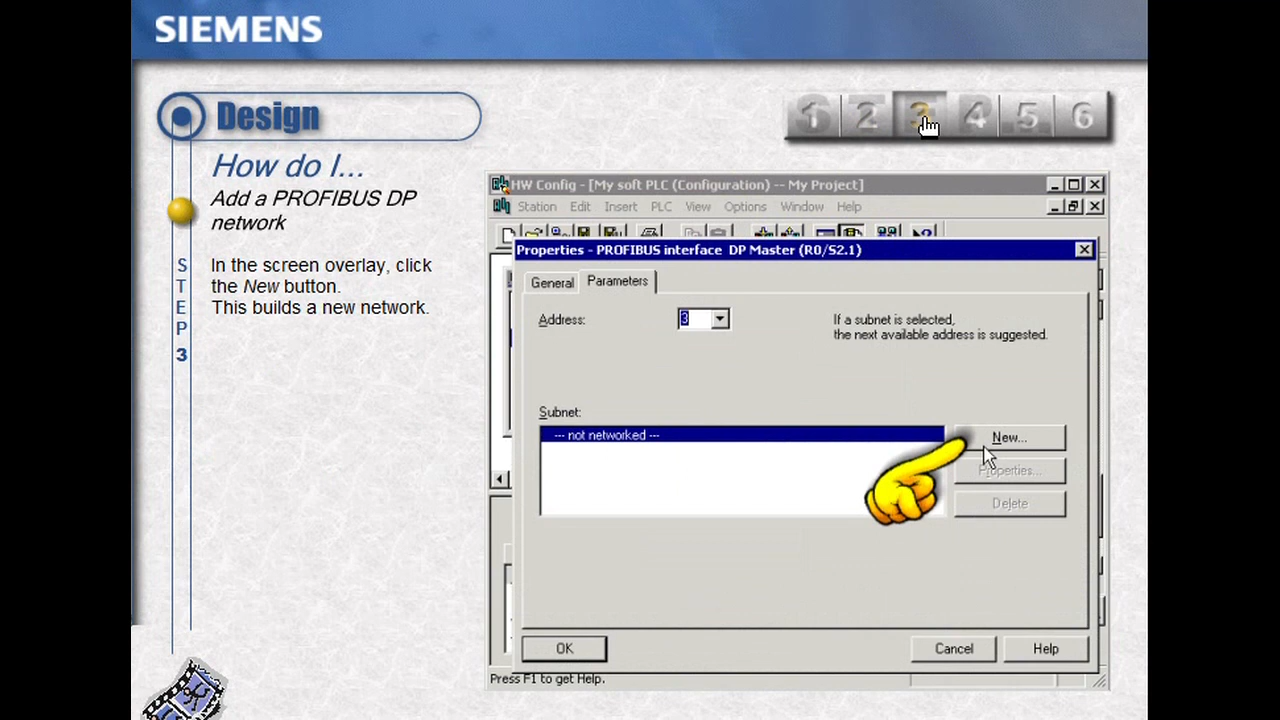 SIEMENS
Design
1 2 3 4 5 6
How do I...
Add a PROFIBUS DP
network
STEP
3
In the screen overlay, click
the New button.
This builds a new network.
HW Config - [My soft PLC (Configuration) -- My Project]
Station Edit Insert PLC View Options Window Help
Properties - PROFIBUS interface DP Master (R0/S2.1)
General Parameters
Address:
3
If a subnet is selected,
the next available address is suggested.
Subnet:
--- not networked ---
New...
Properties...
Delete
OK Cancel Help
Press F1 to get Help.